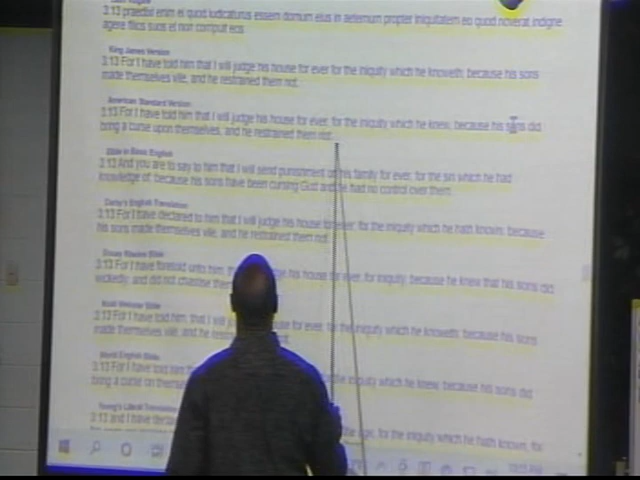 3:13 praedixi enim ei quod iudicaturus essem domum eius in aeternum propter iniquitatem eo quod noverat indigne
agere filios suos et non corripuit eos
King James Version
3:13 For I have told him that I will judge his house for ever for the iniquity which he knoweth; because his sons
made themselves vile, and he restrained them not.
American Standard Version
3:13 For I have told him that I will judge his house for ever, for the iniquity which he knew, because his sons did
bring a curse upon themselves, and he restrained them not.
Bible in Basic English
3:13 And you are to say to him that I will send punishment on his family for ever, for the sin which he had
knowledge of; because his sons have been cursing God and he had no control over them.
Darby's English Translation
3:13 For I have declared to him that I will judge his house for ever, for the iniquity which he hath known; because
his sons made themselves vile, and he restrained them not.
Douay Rheims Bible
3:13 For I have foretold unto him, his house for ever, for iniquity, because he knew that his sons did
wickedly, and did not chastise them
Noah Webster Bible
3:13 For I have told him, that I will house for ever, for the iniquity which he knoweth; because his sons
made themselves vile, and he
World English Bible
3:13 For I have told him the iniquity which he knew, because his sons did
bring a curse on
Young's Literal Translation
3:13 and I have the age, for the iniquity which he hath known, for